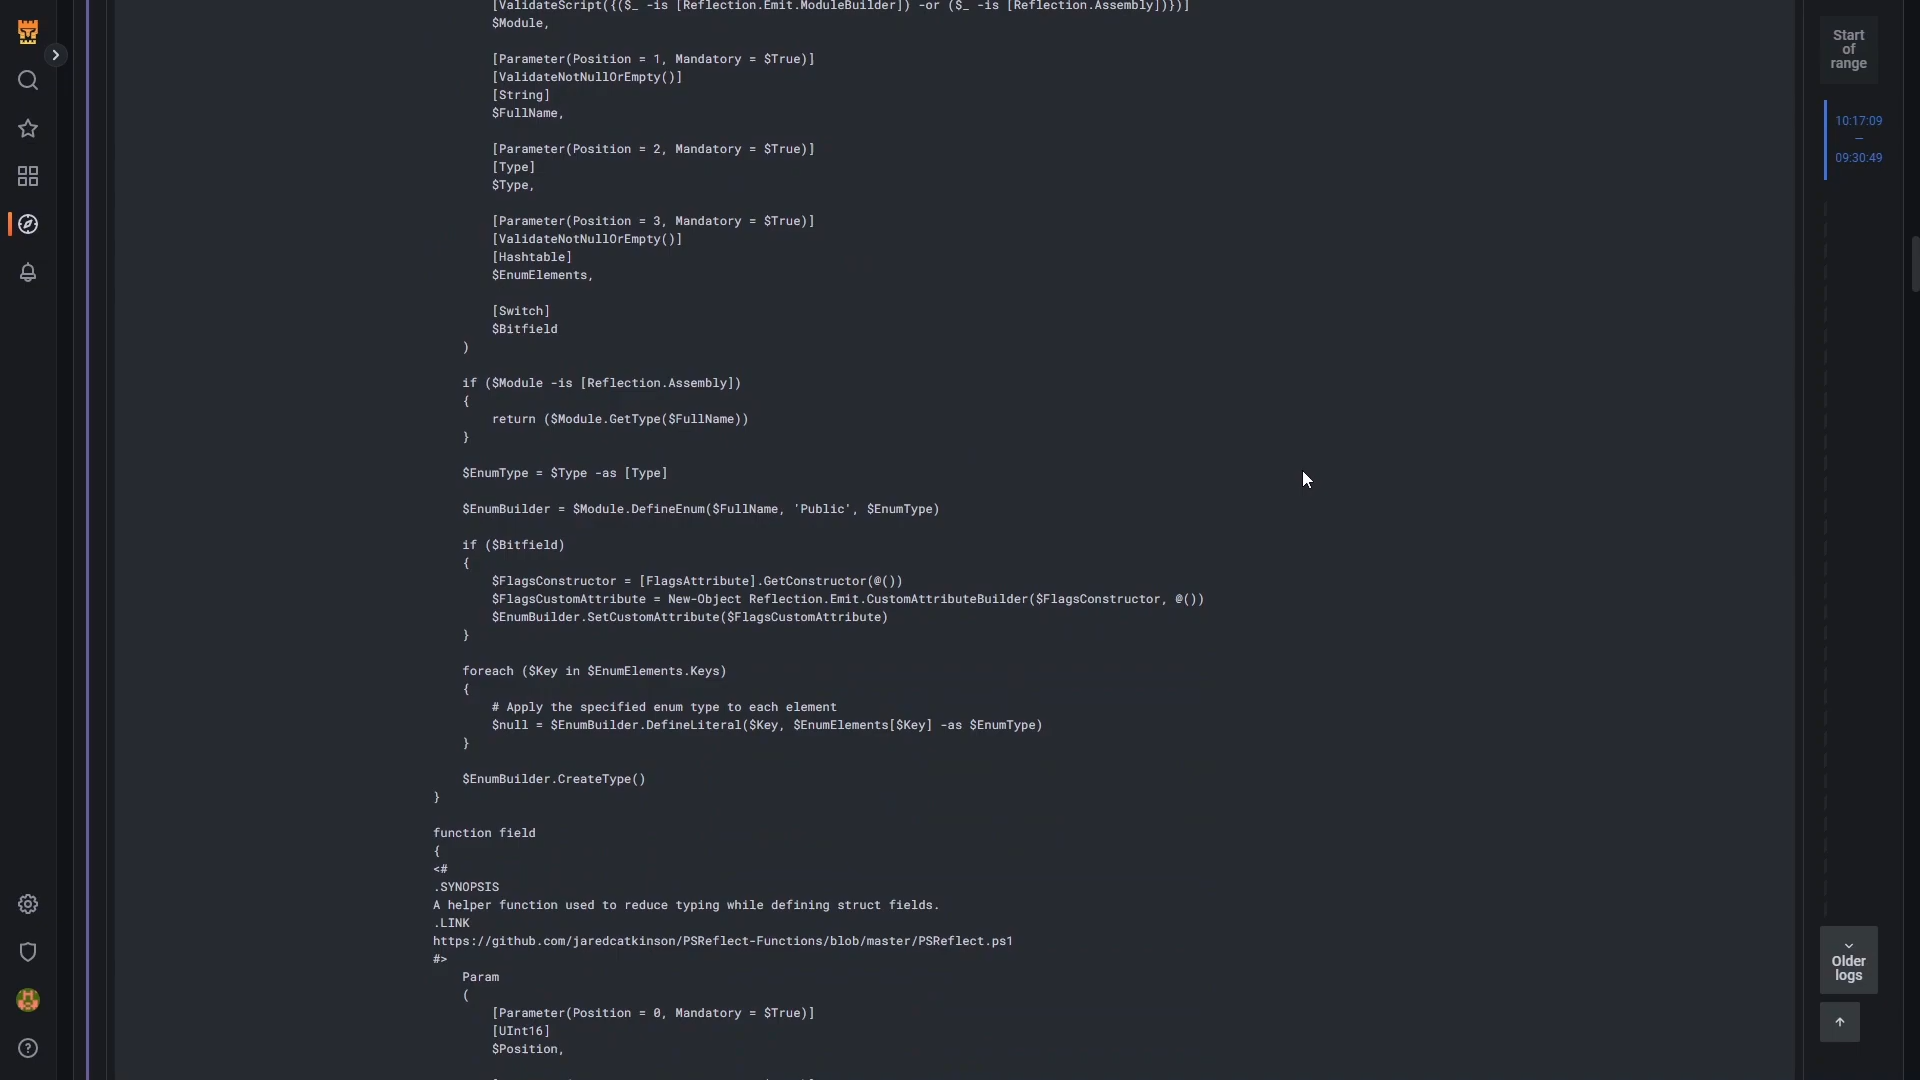 [ValidateScript({($_ -is [Reflection.Emit.ModuleBuilder]) -or ($_ -is [Reflection.Assembly])})]
$Module,
[Parameter(Position = 1, Mandatory = $True)]
[ValidateNotNullOrEmpty()]
[String]
$FullName,
[Parameter(Position = 2, Mandatory = $True)]
[Type]
$Type,
[Parameter(Position = 3, Mandatory = $True)]
[ValidateNotNullOrEmpty()]
[Hashtable]
$EnumElements,
[Switch]
$Bitfield
)
if ($Module -is [Reflection.Assembly])
{
return ($Module.GetType($FullName))
}
$EnumType = $Type -as [Type]
$EnumBuilder = $Module.DefineEnum($FullName, 'Public', $EnumType)
if ($Bitfield)
{
$FlagsConstructor = [FlagsAttribute].GetConstructor(@())
$FlagsCustomAttribute = New-Object Reflection.Emit.CustomAttributeBuilder($FlagsConstructor, @())
$EnumBuilder.SetCustomAttribute($FlagsCustomAttribute)
}
foreach ($Key in $EnumElements.Keys)
{
# Apply the specified enum type to each element
$null = $EnumBuilder.DefineLiteral($Key, $EnumElements[$Key] -as $EnumType)
}
$EnumBuilder.CreateType()
}
function field
{
<#
.SYNOPSIS
A helper function used to reduce typing while defining struct fields.
.LINK
https://github.com/jaredcatkinson/PSReflect-Functions/blob/master/PSReflect.ps1
#>
Param
(
[Parameter(Position = 0, Mandatory = $True)]
[UInt16]
$Position,
Start
of
range
10:17:09
—
09:30:49
Older
logs